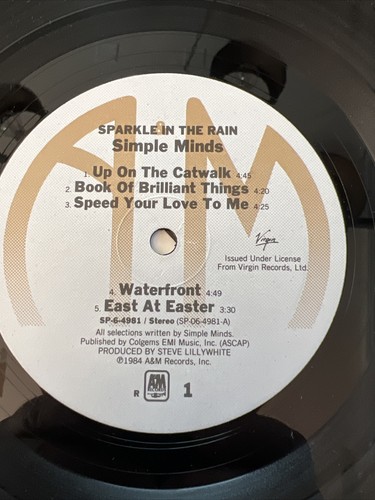 SPARKLE IN THE RAIN
Simple Minds
1. Up On The Catwalk 4:45
2. Book Of Brilliant Things 4:20
3. Speed Your Love To Me 4:25
Virgin
Issued Under License
From Virgin Records, Ltd.
4. Waterfront 4:49
5. East At Easter 3:30
SP-6-4981 / Stereo (SP-06-4981-A)
All selections written by Simple Minds.
Published by Colgems EMI Music, Inc. (ASCAP)
PRODUCED BY STEVE LILLYWHITE
℗1984 A&M Records, Inc.
R
A&M
RECORDS
1